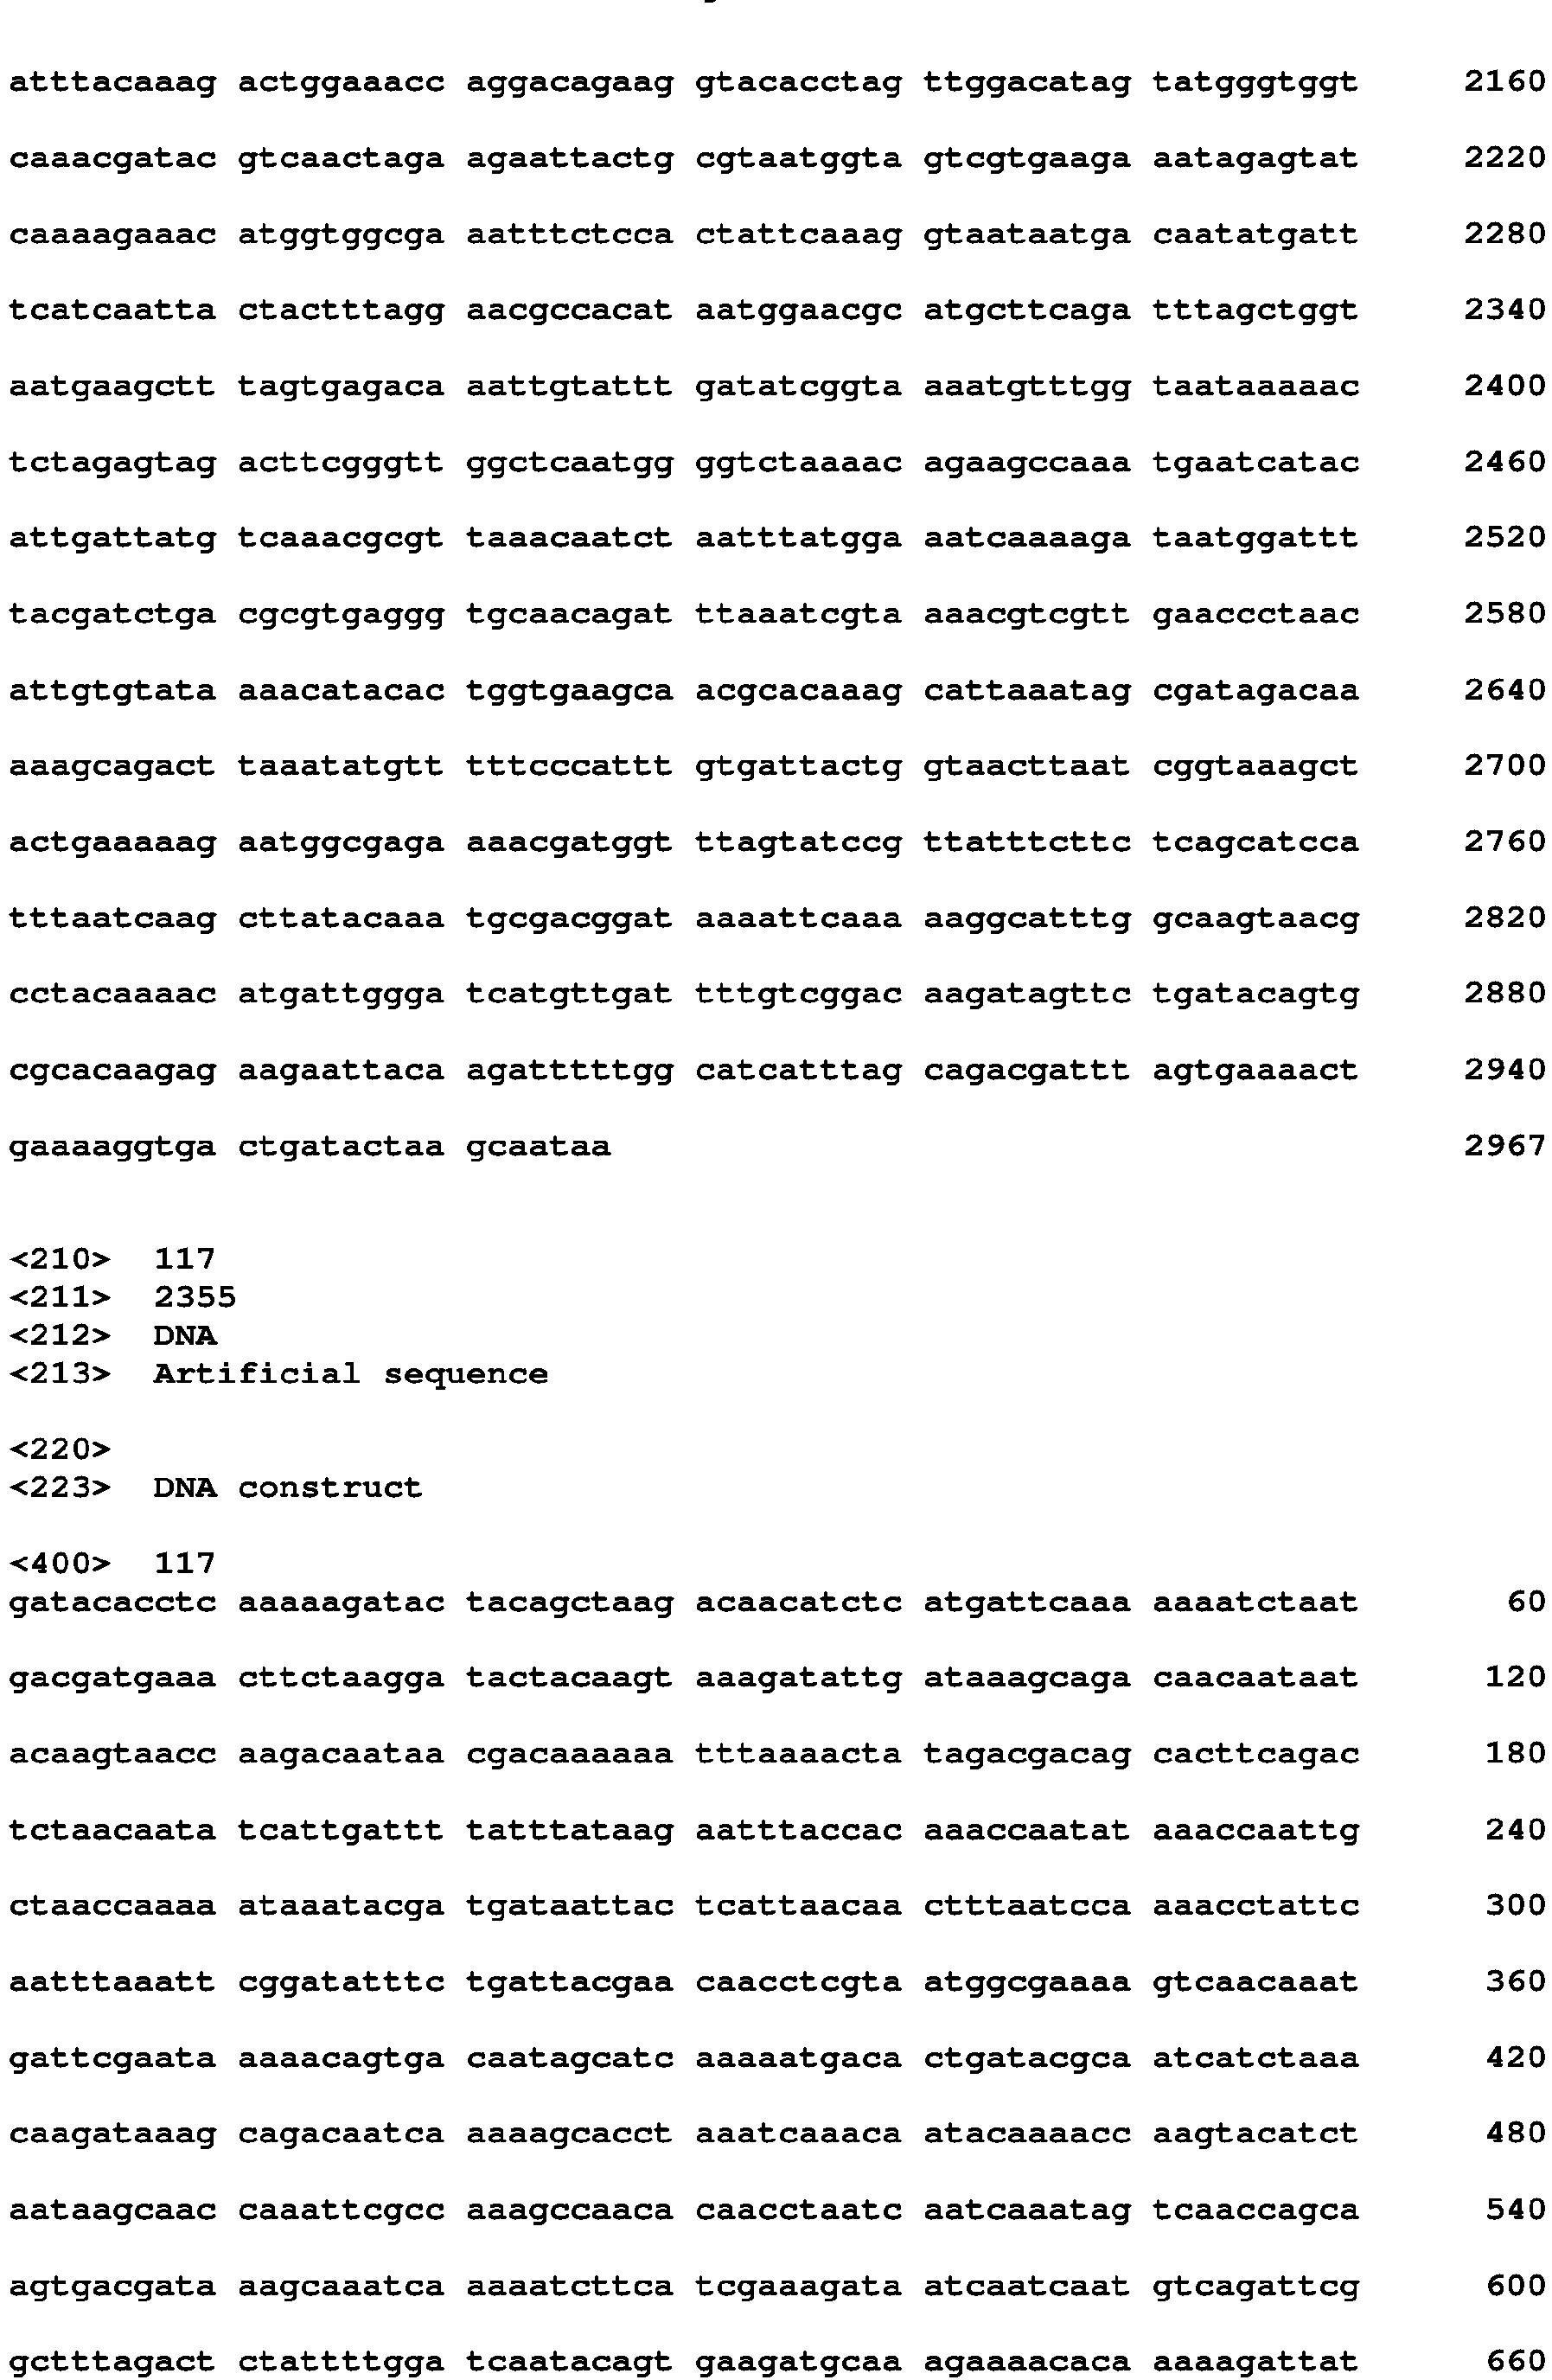 atttacaaag actggaaacc aggacagaag gtacacctag ttggacatag tatgggtggt 2160
caaacgatac gtcaactaga agaattactg cgtaatggta gtcgtgaaga aatagagtat 2220
caaaagaaac atggtggcga aatttctcca ctattcaaag gtaataatga caatatgatt 2280
tcatcaatta ctactttagg aacgccacat aatggaacgc atgcttcaga tttagctggt 2340
aatgaagctt tagtgagaca aattgtattt gatatcggta aaatgtttgg taataaaaac 2400
tctagagtag acttcgggtt ggctcaatgg ggtctaaaac agaagccaaa tgaatcatac 2460
attgattatg tcaaacgcgt taaacaatct aatttatgga aatcaaaaga taatggattt 2520
tacgatctga cgcgtgaggg tgcaacagat ttaaatcgta aaacgtcgtt gaaccctaac 2580
attgtgtata aaacatacac tggtgaagca acgcacaaag cattaaatag cgatagacaa 2640
aaagcagact taaatatgtt tttcccattt gtgattactg gtaacttaat cggtaaagct 2700
actgaaaaag aatggcgaga aaacgatggt ttagtatccg ttatttcttc tcagcatcca 2760
tttaatcaag cttatacaaa tgcgacggat aaaattcaaa aaggcatttg gcaagtaacg 2820
cctacaaaac atgattggga tcatgttgat tttgtcggac aagatagttc tgatacagtg 2880
cgcacaagag aagaattaca agatttttgg catcatttag cagacgattt agtgaaaact 2940
gaaaaggtga ctgatactaa gcaataa 2967
<210> 117
<211> 2355
<212> DNA
<213> Artificial sequence
<220>
<223> DNA construct
<400> 117
gatacacctc aaaaagatac tacagctaag acaacatctc atgattcaaa aaaatctaat 60
gacgatgaaa cttctaagga tactacaagt aaagatattg ataaagcaga caacaataat 120
acaagtaacc aagacaataa cgacaaaaaa tttaaaacta tagacgacag cacttcagac 180
tctaacaata tcattgattt tatttataag aatttaccac aaaccaatat aaaccaattg 240
ctaaccaaaa ataaatacga tgataattac tcattaacaa ctttaatcca aaacctattc 300
aatttaaatt cggatatttc tgattacgaa caacctcgta atggcgaaaa gtcaacaaat 360
gattcgaata aaaacagtga caatagcatc aaaaatgaca ctgatacgca atcatctaaa 420
caagataaag cagacaatca aaaagcacct aaatcaaaca atacaaaacc aagtacatct 480
aataagcaac caaattcgcc aaagccaaca caacctaatc aatcaaatag tcaaccagca 540
agtgacgata aagcaaatca aaaatcttca tcgaaagata atcaatcaat gtcagattcg 600
gctttagact ctattttgga tcaatacagt gaagatgcaa agaaaacaca aaaagattat 660